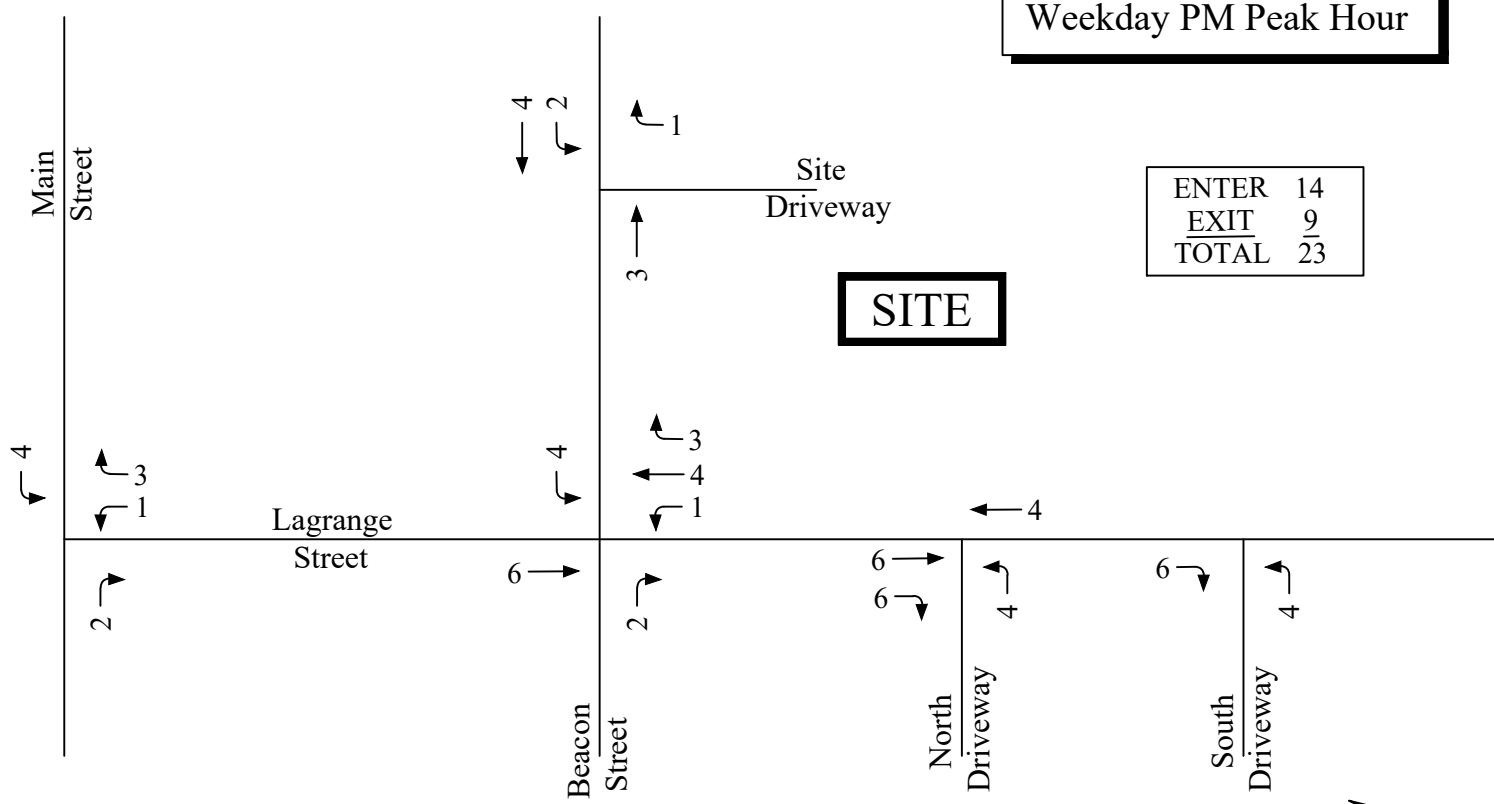 Weekday PM Peak Hour
4
2
1
Main
Street
Site
Driveway
ENTER 14
EXIT 9
TOTAL 23
3
SITE
4
3
1
4
3
4
1
Lagrange
Street
4
6
6
6
6
2
2
4
4
Beacon
Street
North
Driveway
South
Driveway